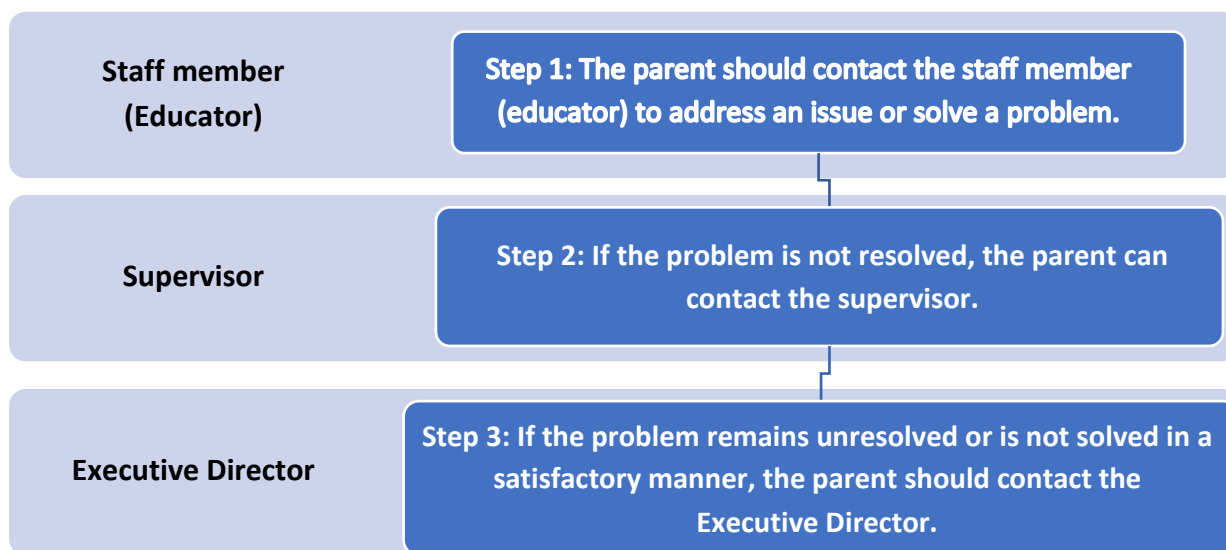 Staff member
(Educator)
Step 1: The parent should contact the staff member
(educator) to address an issue or solve a problem.
Supervisor
Step 2: If the problem is not resolved, the parent can
contact the supervisor.
Executive Director
Step 3: If the problem remains unresolved or is not solved in a
satisfactory manner, the parent should contact the
Executive Director.